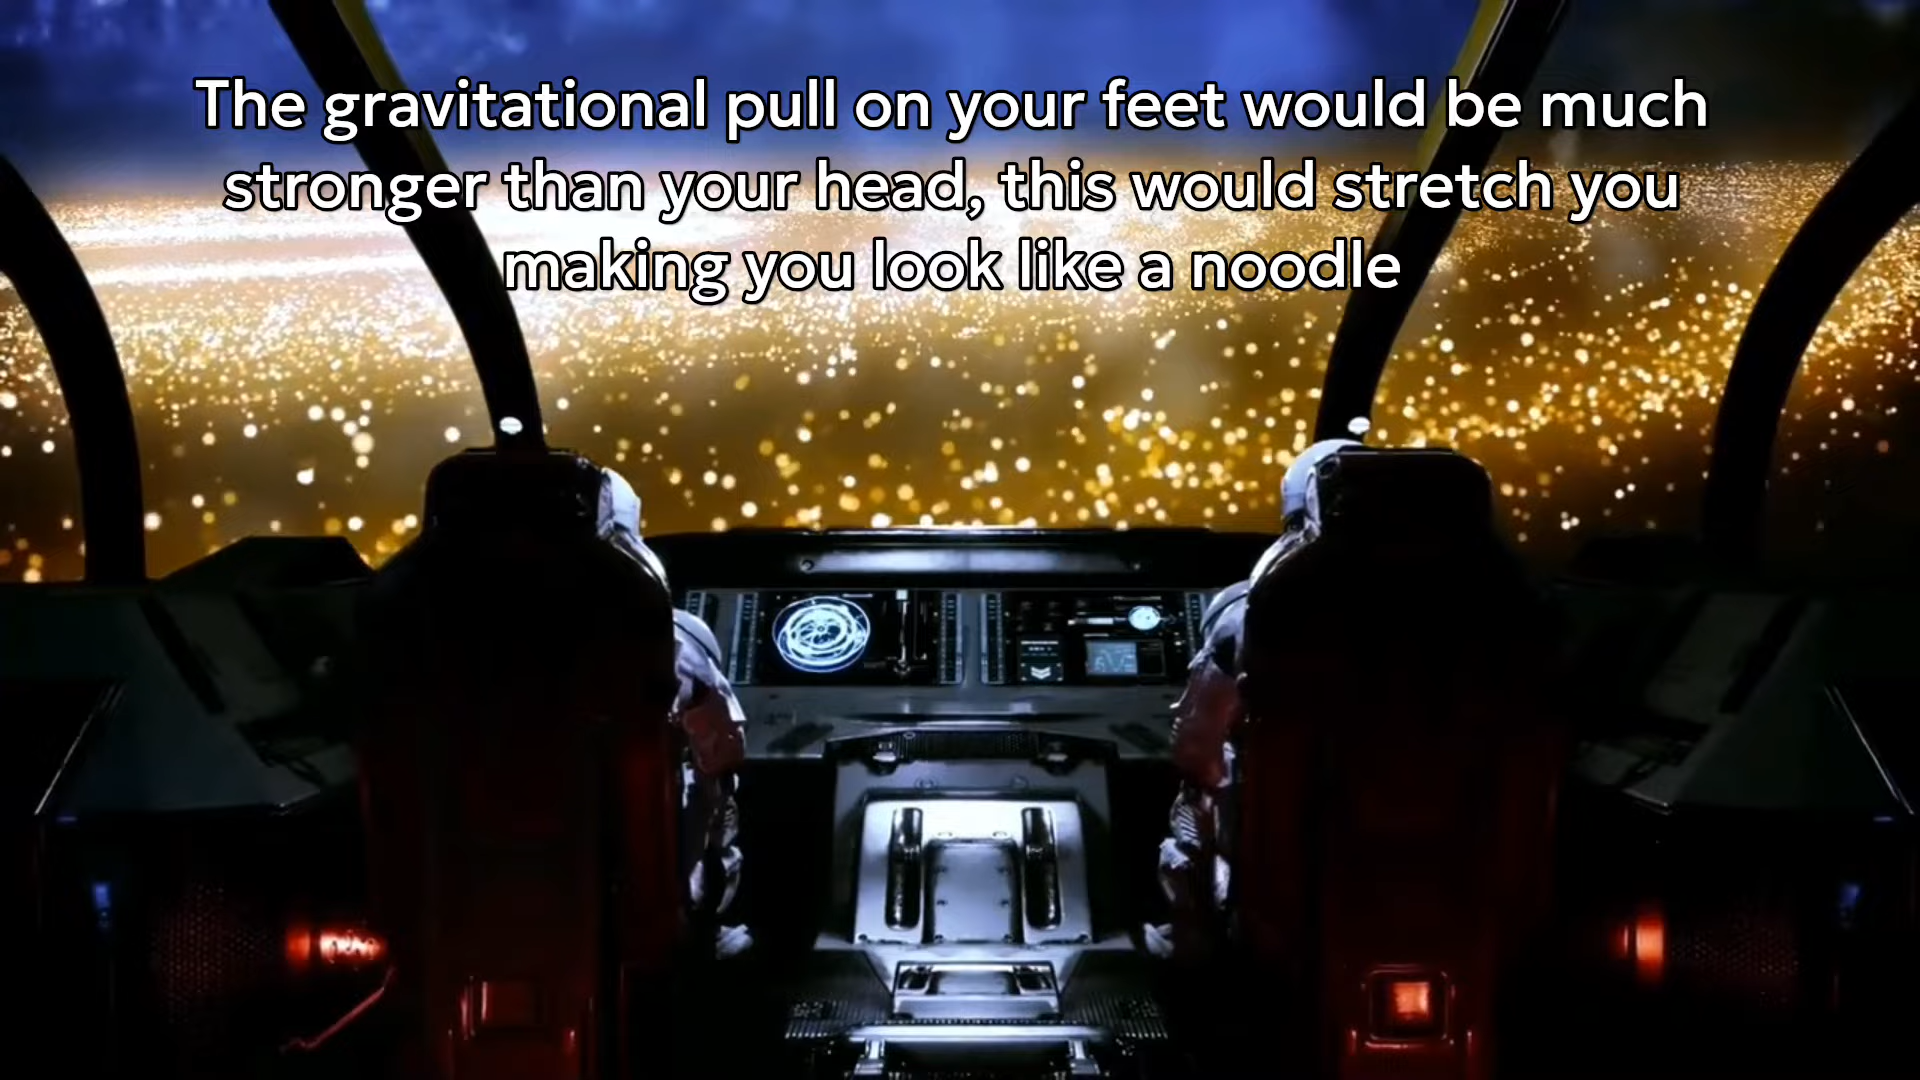 The gravitational pull on your feet would be much
stronger than your head, this would stretch you
making you look like a noodle